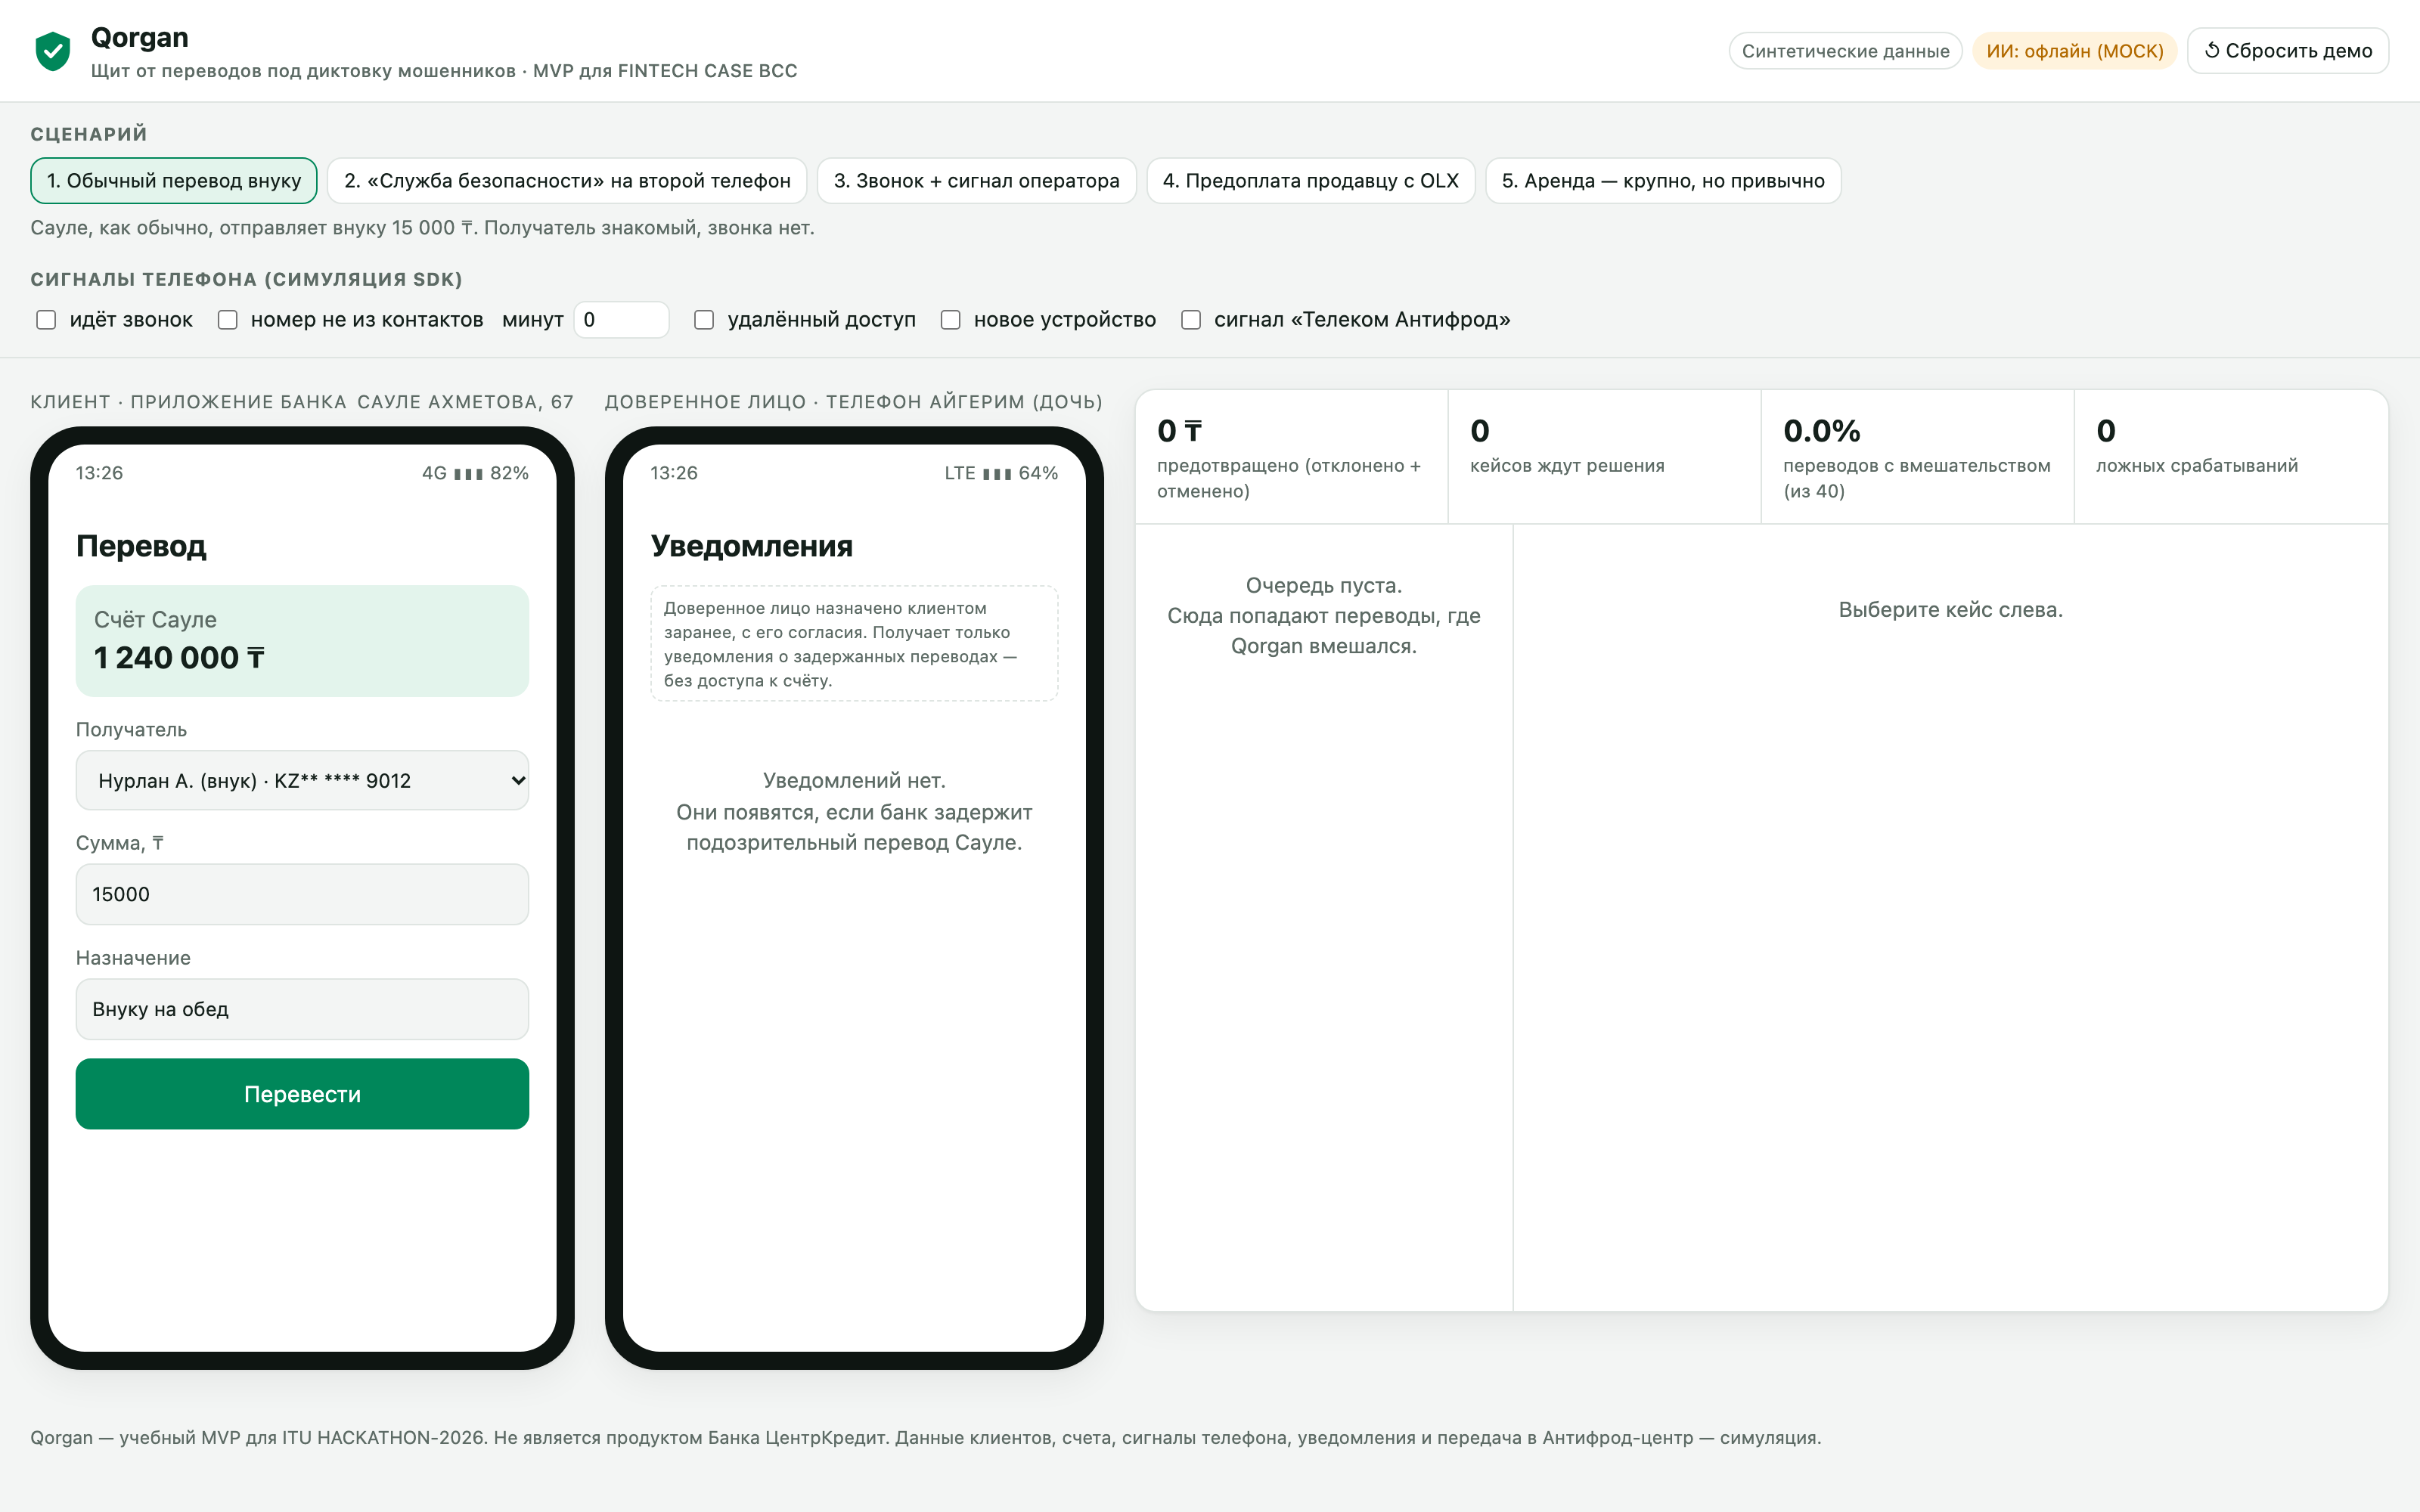 Qorgan
Щит от переводов под диктовку мошенников · MVP для FINTECH CASE BCC
Синтетические данные
ИИ: офлайн (МОСК)
Сбросить демо
СЦЕНАРИЙ
1. Обычный перевод внуку
2. «Служба безопасности» на второй телефон
3. Звонок + сигнал оператора
4. Предоплата продавцу с OLX
5. Аренда — крупно, но привычно
Сауле, как обычно, отправляет внуку 15 000 ₸. Получатель знакомый, звонка нет.
СИГНАЛЫ ТЕЛЕФОНА (СИМУЛЯЦИЯ SDK)
идёт звонок
номер не из контактов
минут 0
удалённый доступ
новое устройство
сигнал «Телеком Антифрод»
КЛИЕНТ · ПРИЛОЖЕНИЕ БАНКА САУЛЕ АХМЕТОВА, 67
13:26
4G 82%
Перевод
Счёт Сауле
1 240 000 ₸
Получатель
Нурлан А. (внук) · KZ** **** 9012
Сумма, ₸
15000
Назначение
Внуку на обед
Перевести
ДОВЕРЕННОЕ ЛИЦО · ТЕЛЕФОН АЙГЕРИМ (ДОЧЬ)
13:26
LTE 64%
Уведомления
Доверенное лицо назначено клиентом
заранее, с его согласия. Получает только
уведомления о задержанных переводах —
без доступа к счёту.
Уведомлений нет.
Они появятся, если банк задержит
подозрительный перевод Сауле.
0 ₸
предотвращено (отклонено +
отменено)
0
кейсов ждут решения
0.0%
переводов с вмешательством
(из 40)
0
ложных срабатываний
Очередь пуста.
Сюда попадают переводы, где
Qorgan вмешался.
Выберите кейс слева.
Qorgan — учебный MVP для ITU HACKATHON-2026. Не является продуктом Банка ЦентрКредит. Данные клиентов, счета, сигналы телефона, уведомления и передача в Антифрод-центр — симуляция.